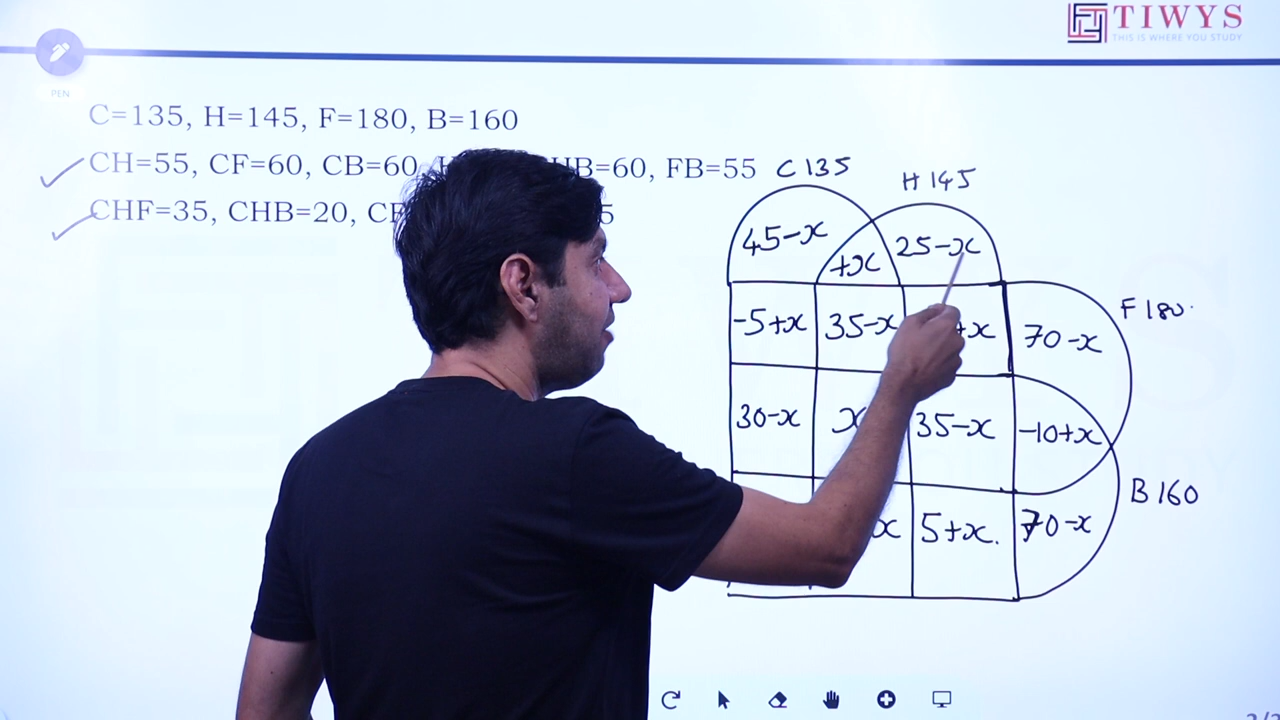 TIWYS
THIS IS WHERE YOU STUDY
PEN
C=135, H=145, F=180, B=160
CH=55, CF=60, CB=60, HB=60, FB=55
CHF=35, CHB=20, 5
C 135
H 145
45-x
+x
25-x
F 180
-5+x
35-x
+x
70-x
30-x
x
35-x
-10+x
B 160
x
5+x.
70-x